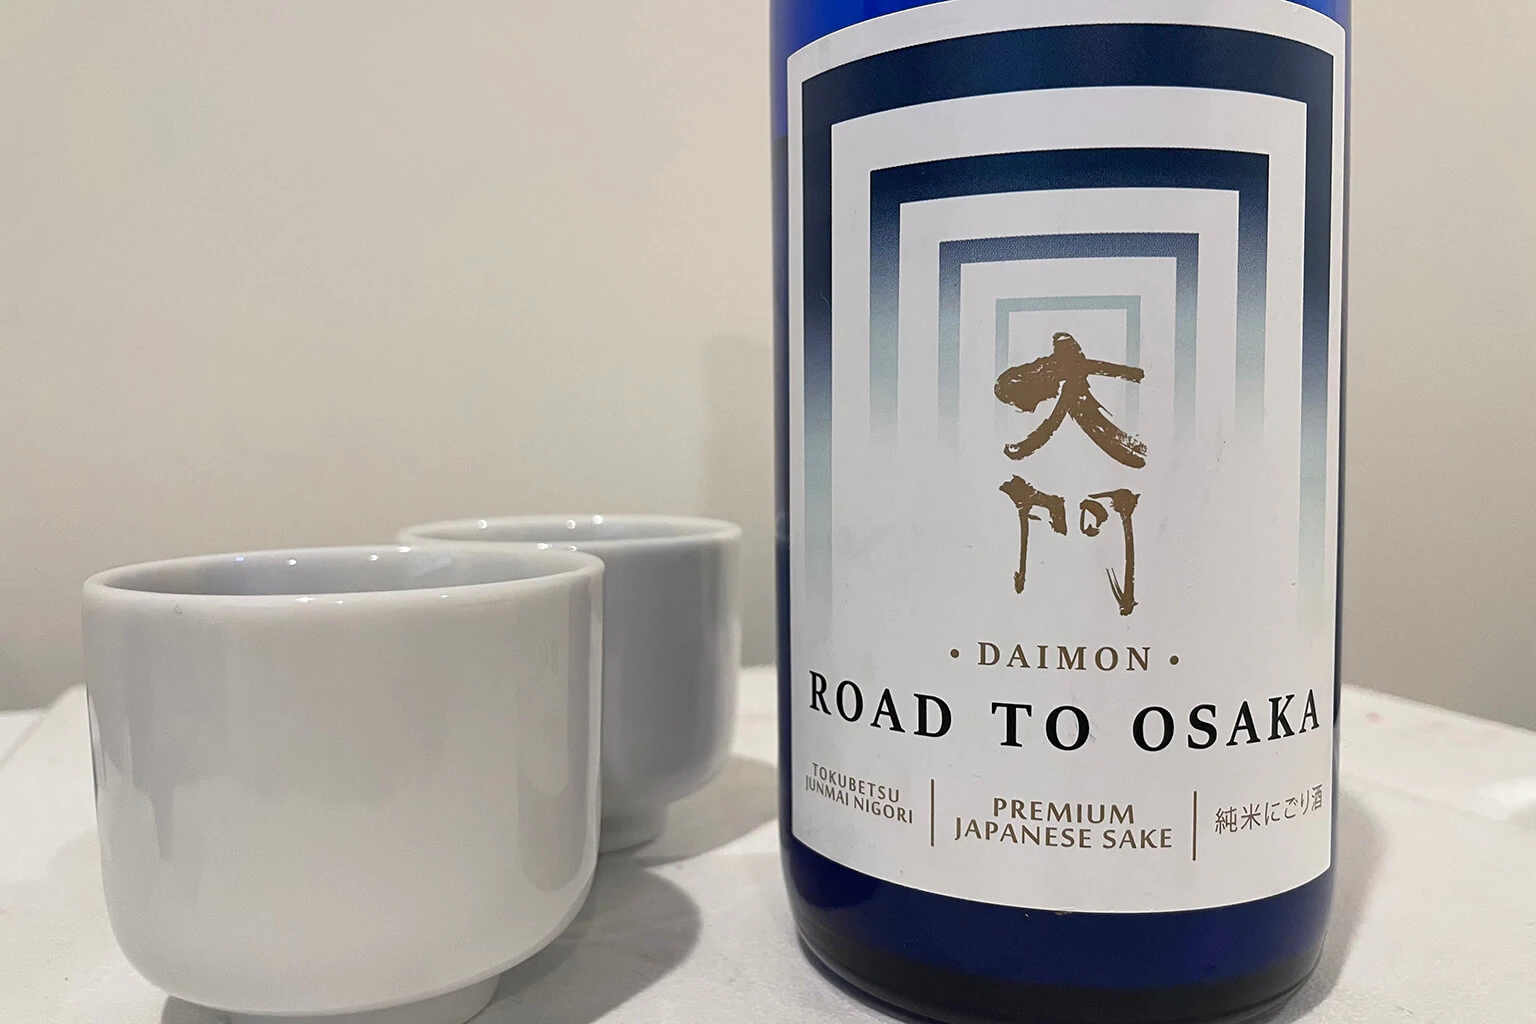 大門
• DAIMON •
ROAD TO OSAKA
TOKUBETSU
JUNMAI NIGORI
PREMIUM
JAPANESE SAKE
純米にごり酒